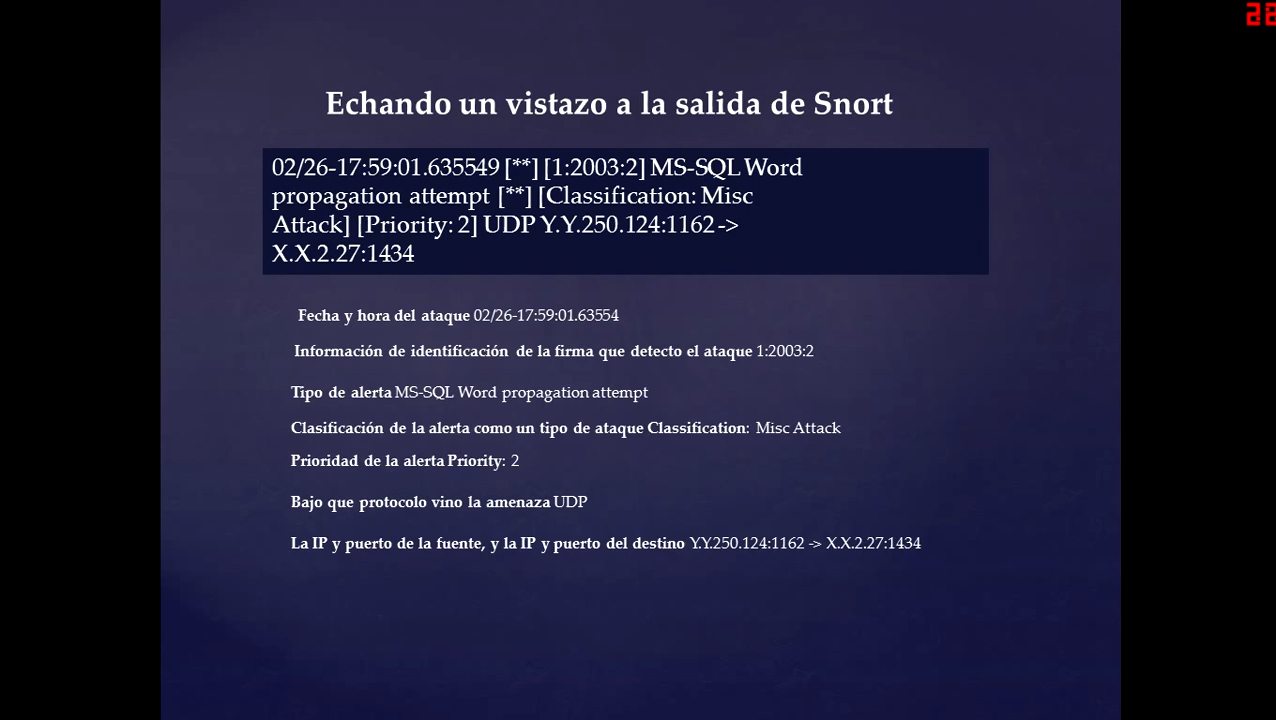 Echando un vistazo a la salida de Snort
02/26-17:59:01.635549 [**] [1:2003:2] MS-SQL Word
propagation attempt [**] [Classification: Misc
Attack] [Priority: 2] UDP Y.Y.250.124:1162 ->
X.X.2.27:1434
Fecha y hora del ataque 02/26-17:59:01.63554
Información de identificación de la firma que detecto el ataque 1:2003:2
Tipo de alerta MS-SQL Word propagation attempt
Clasificación de la alerta como un tipo de ataque Classification: Misc Attack
Prioridad de la alerta Priority: 2
Bajo que protocolo vino la amenaza UDP
La IP y puerto de la fuente, y la IP y puerto del destino Y.Y.250.124:1162 -> X.X.2.27:1434